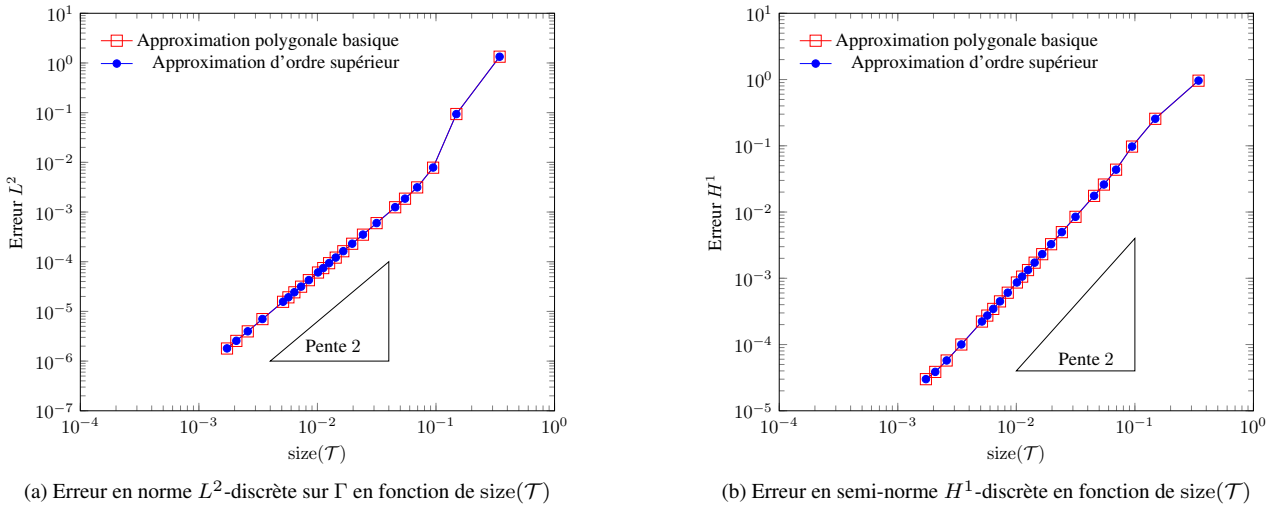 10^1
10^0
10^{-1}
10^{-2}
10^{-3}
10^{-4}
10^{-5}
10^{-6}
10^{-7}
Erreur L^2
Approximation polygonale basique
Approximation d'ordre supérieur
Pente 2
10^{-4} 10^{-3} 10^{-2} 10^{-1} 10^0
size(𝒯)
(a) Erreur en norme L^2-discrète sur Γ en fonction de size(𝒯)
10^1
10^0
10^{-1}
10^{-2}
10^{-3}
10^{-4}
10^{-5}
Erreur H^1
Approximation polygonale basique
Approximation d'ordre supérieur
Pente 2
10^{-4} 10^{-3} 10^{-2} 10^{-1} 10^0
size(𝒯)
(b) Erreur en semi-norme H^1-discrète en fonction de size(𝒯)